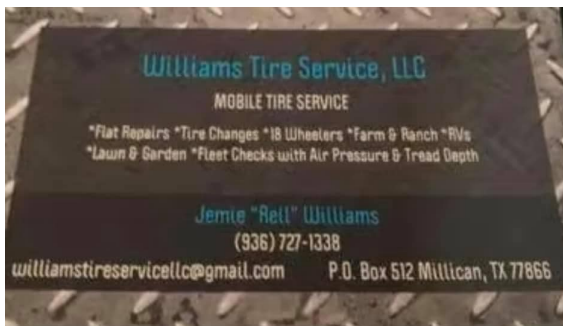 Williams Tire Service, LLC
MOBILE TIRE SERVICE
*Flat Repairs *Tire Changes *18 Wheelers *Farm & Ranch *RVs
*Lawn & Garden *Fleet Checks with Air Pressure & Tread Depth
Jemie "Rell" Williams
(936) 727-1338
williamstireservicellc@gmail.com P.O. Box 512 Millican, TX 77866